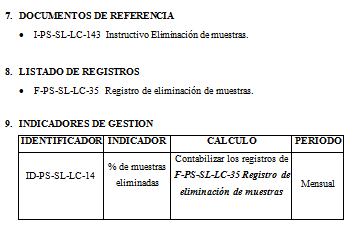 7. DOCUMENTOS DE REFERENCIA
• I-PS-SL-LC-143 Instructivo Eliminación de muestras.
8. LISTADO DE REGISTROS
• F-PS-SL-LC-35 Registro de eliminación de muestras.
9. INDICADORES DE GESTION
IDENTIFICADOR INDICADOR CALCULO PERIODO
ID-PS-SL-LC-14
% de muestras
eliminadas
Contabilizar los registros de
F-PS-SL-LC-35 Registro de
eliminación de muestras
Mensual